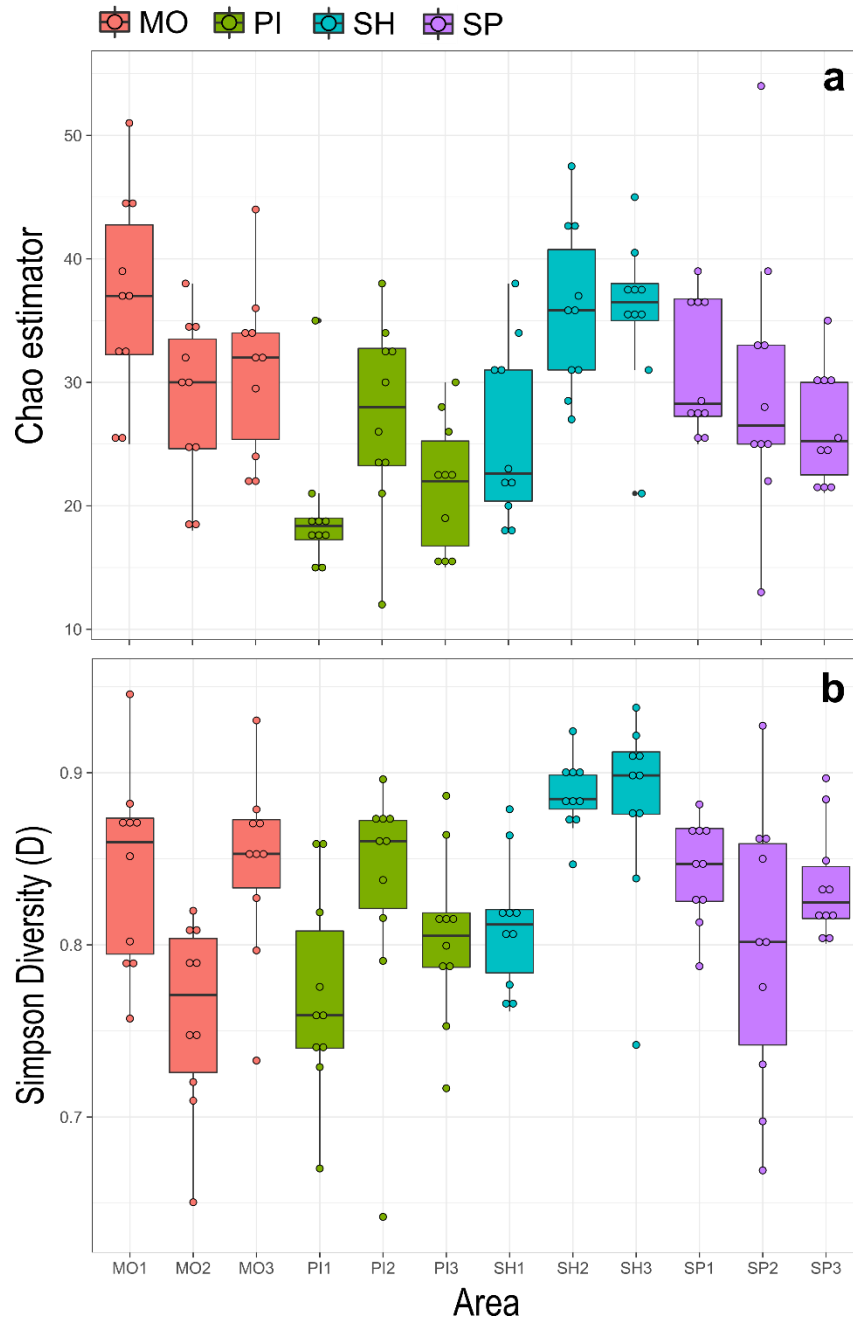 MO PI SH SP
a
50
40
30
20
10
Chao estimator
b
0.9
0.8
0.7
Simpson Diversity (D)
MO1 MO2 MO3 PI1 PI2 PI3 SH1 SH2 SH3 SP1 SP2 SP3
Area